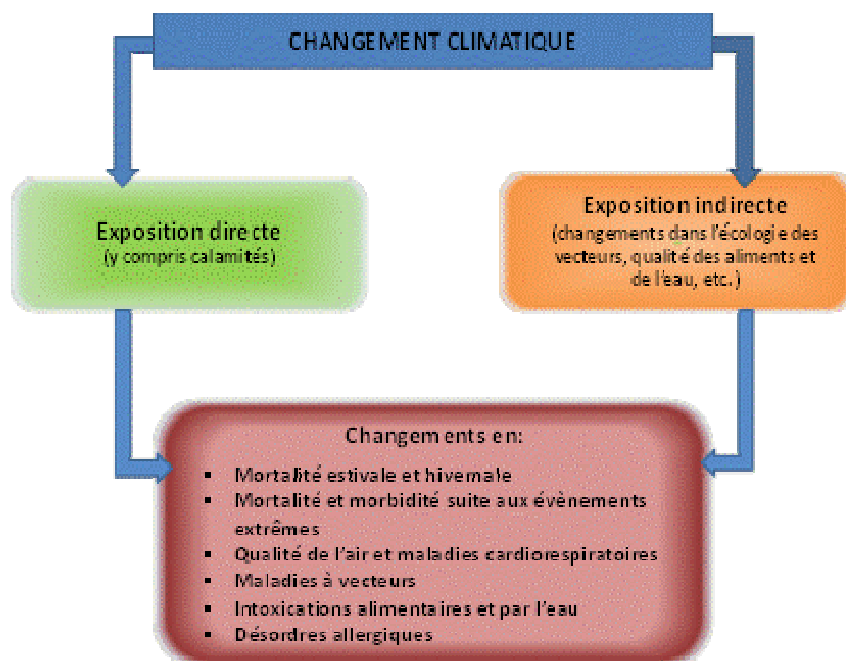 CHANGEMENT CLIMATIQUE
Exposition directe
(y compris calamités)
Exposition indirecte
(changements dans l'écologie des
vecteurs, qualité des aliments et
de l'eau, etc.)
Changements en:
▪ Mortalité estivale et hivernale
▪ Mortalité et morbidité suite aux évènements
extrêmes
▪ Qualité de l'air et maladies cardiorespiratoires
▪ Maladies à vecteurs
▪ Intoxications alimentaires et par l'eau
▪ Désordres allergiques